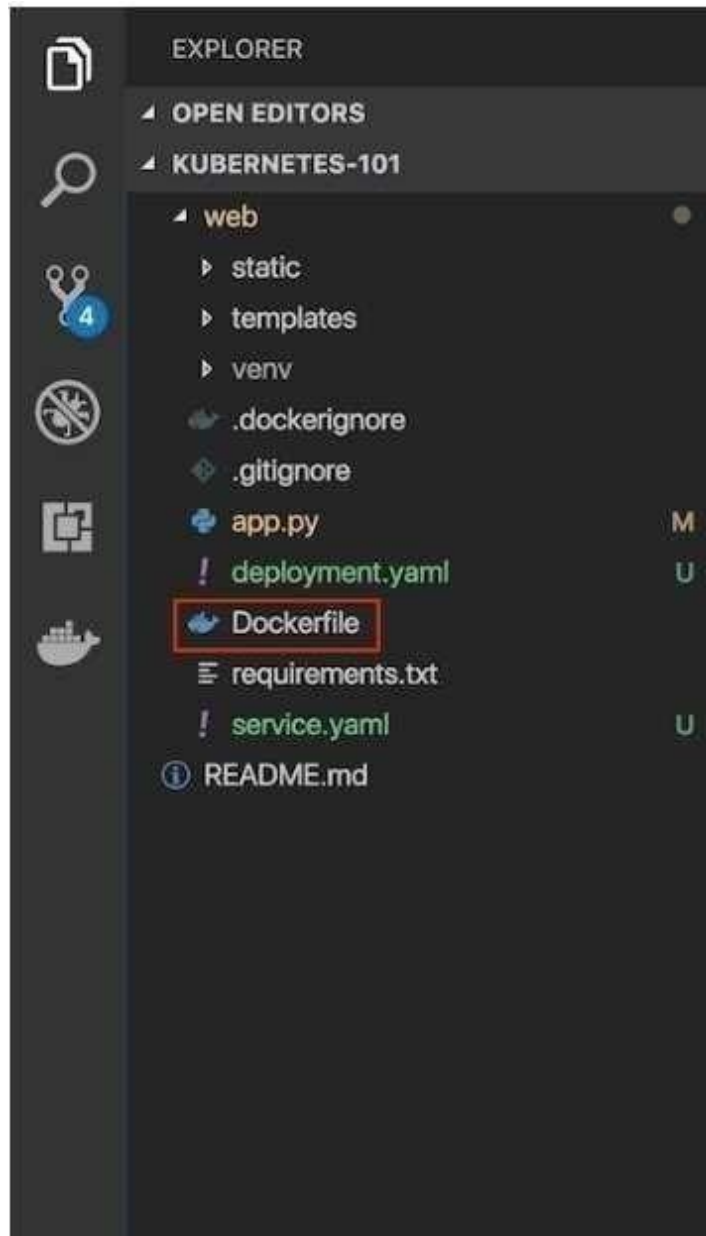 EXPLORER
OPEN EDITORS
KUBERNETES-101
web
static
templates
4
venv
.dockerignore
.gitignore
app.py M
deployment.yaml U
Dockerfile
requirements.txt
service.yaml U
README.md